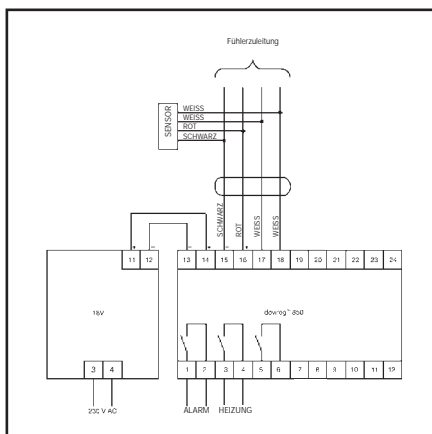 Fühlerzuleitung
SENSOR
WEISS
WEISS
ROT
SCHWARZ
SCHWARZ
ROT
WEISS
WEISS
+ – – + – +
11 12 13 14 15 16 17 18 19 20 21 22 23 24
18V
dewreg™ 850
3 4
1 2 3 4 5 6 7 8 9 10 11 12
230 V AC
ALARM HEIZUNG